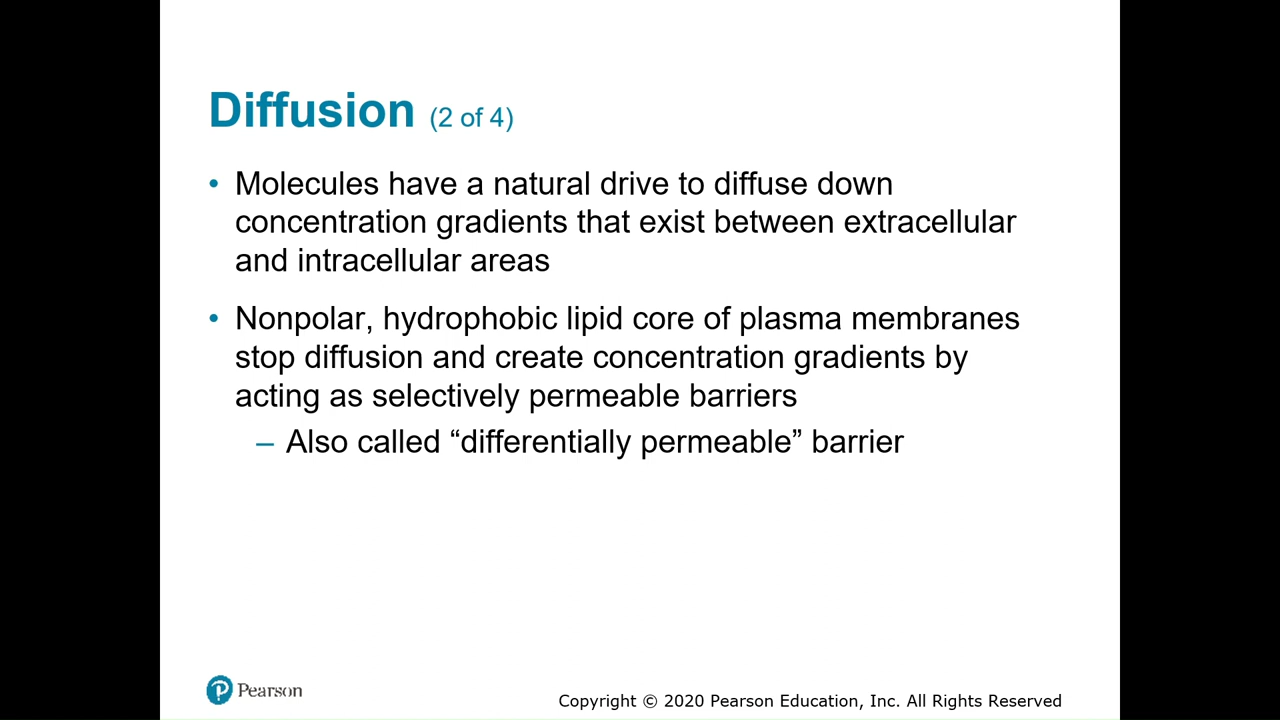 Diffusion (2 of 4)
• Molecules have a natural drive to diffuse down
concentration gradients that exist between extracellular
and intracellular areas
• Nonpolar, hydrophobic lipid core of plasma membranes
stop diffusion and create concentration gradients by
acting as selectively permeable barriers
– Also called “differentially permeable” barrier
Pearson
Copyright © 2020 Pearson Education, Inc. All Rights Reserved